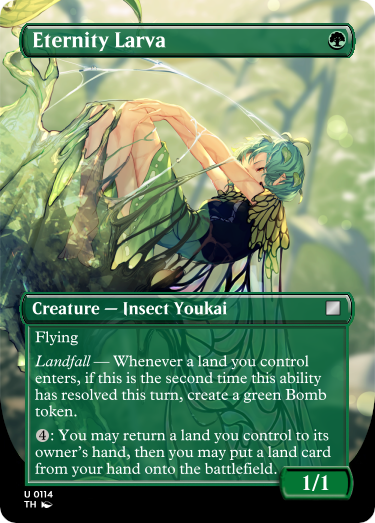 Eternity Larva
Creature — Insect Youkai
Flying
Landfall — Whenever a land you control
enters, if this is the second time this ability
has resolved this turn, create a green Bomb
token.
4: You may return a land you control to its
owner's hand, then you may put a land card
from your hand onto the battlefield.
1/1
U 0114
TH